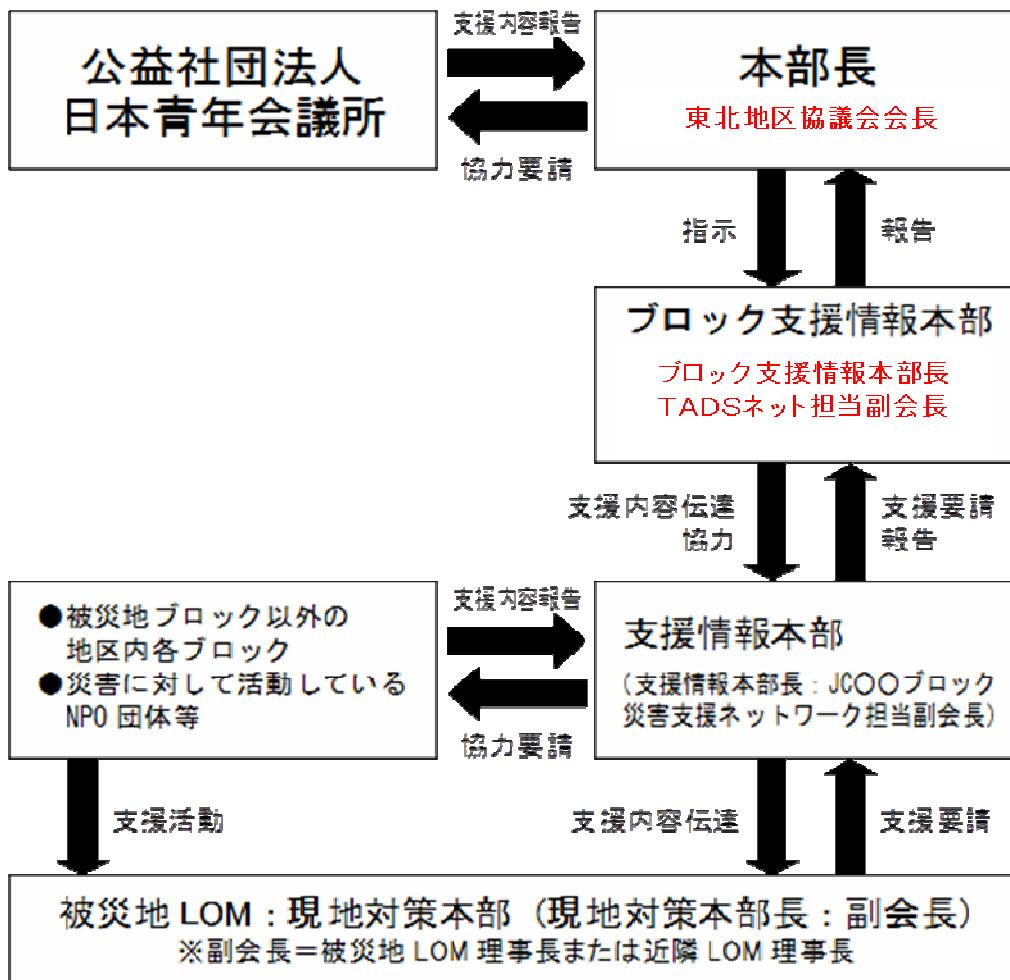 支援内容報告
公益社団法人
日本青年会議所
本部長
東北地区協議会会長
協力要請
指示
報告
ブロック支援情報本部
ブロック支援情報本部長
TADSネット担当副会長
支援内容伝達
協力
支援要請
報告
●被災地ブロック以外の
地区内各ブロック
●災害に対して活動している
NPO 団体等
支援内容報告
協力要請
支援情報本部
(支援情報本部長：JC〇〇ブロック
災害支援ネットワーク担当副会長)
支援活動
支援内容伝達
支援要請
被災地 LOM：現地対策本部（現地対策本部長：副会長）
※副会長＝被災地 LOM 理事長または近隣 LOM 理事長